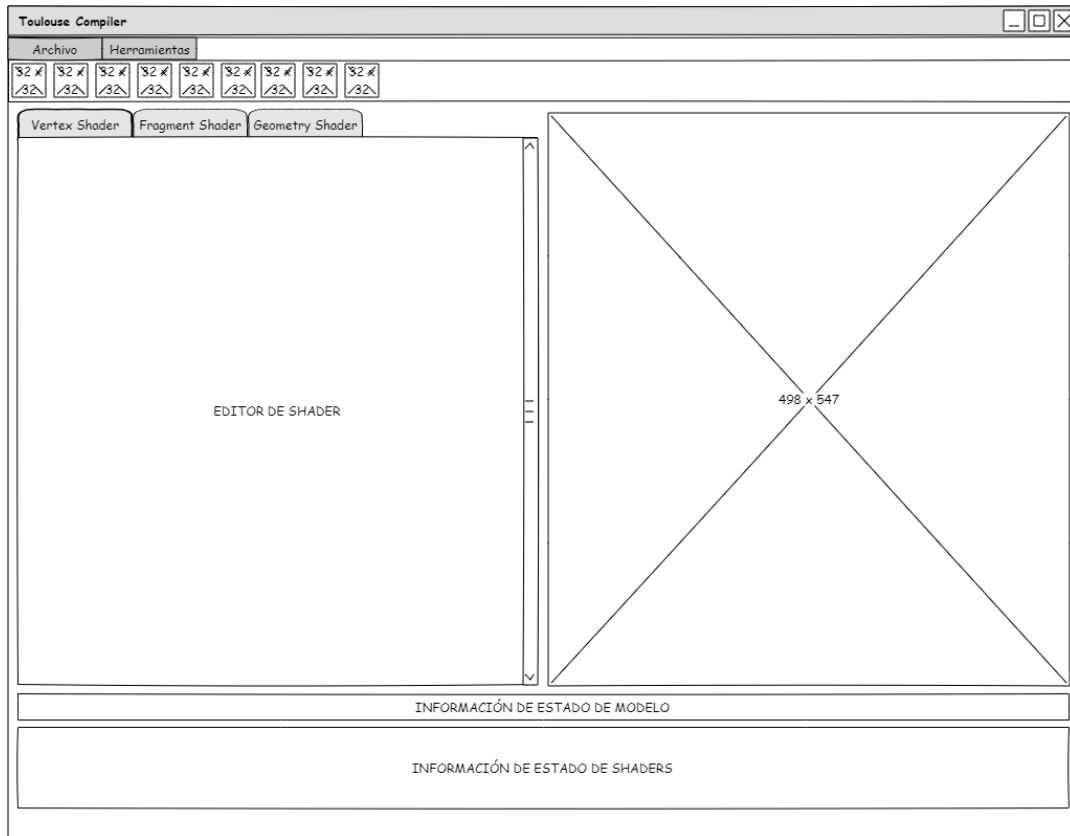 Toulouse Compiler
Archivo Herramientas
32 x 32 x 32 x 32 x 32 x 32 x 32 x 32 x 32 x
32 32 32 32 32 32 32 32 32
Vertex Shader Fragment Shader Geometry Shader
498 x 547
EDITOR DE SHADER
INFORMACIÓN DE ESTADO DE MODELO
INFORMACIÓN DE ESTADO DE SHADERS